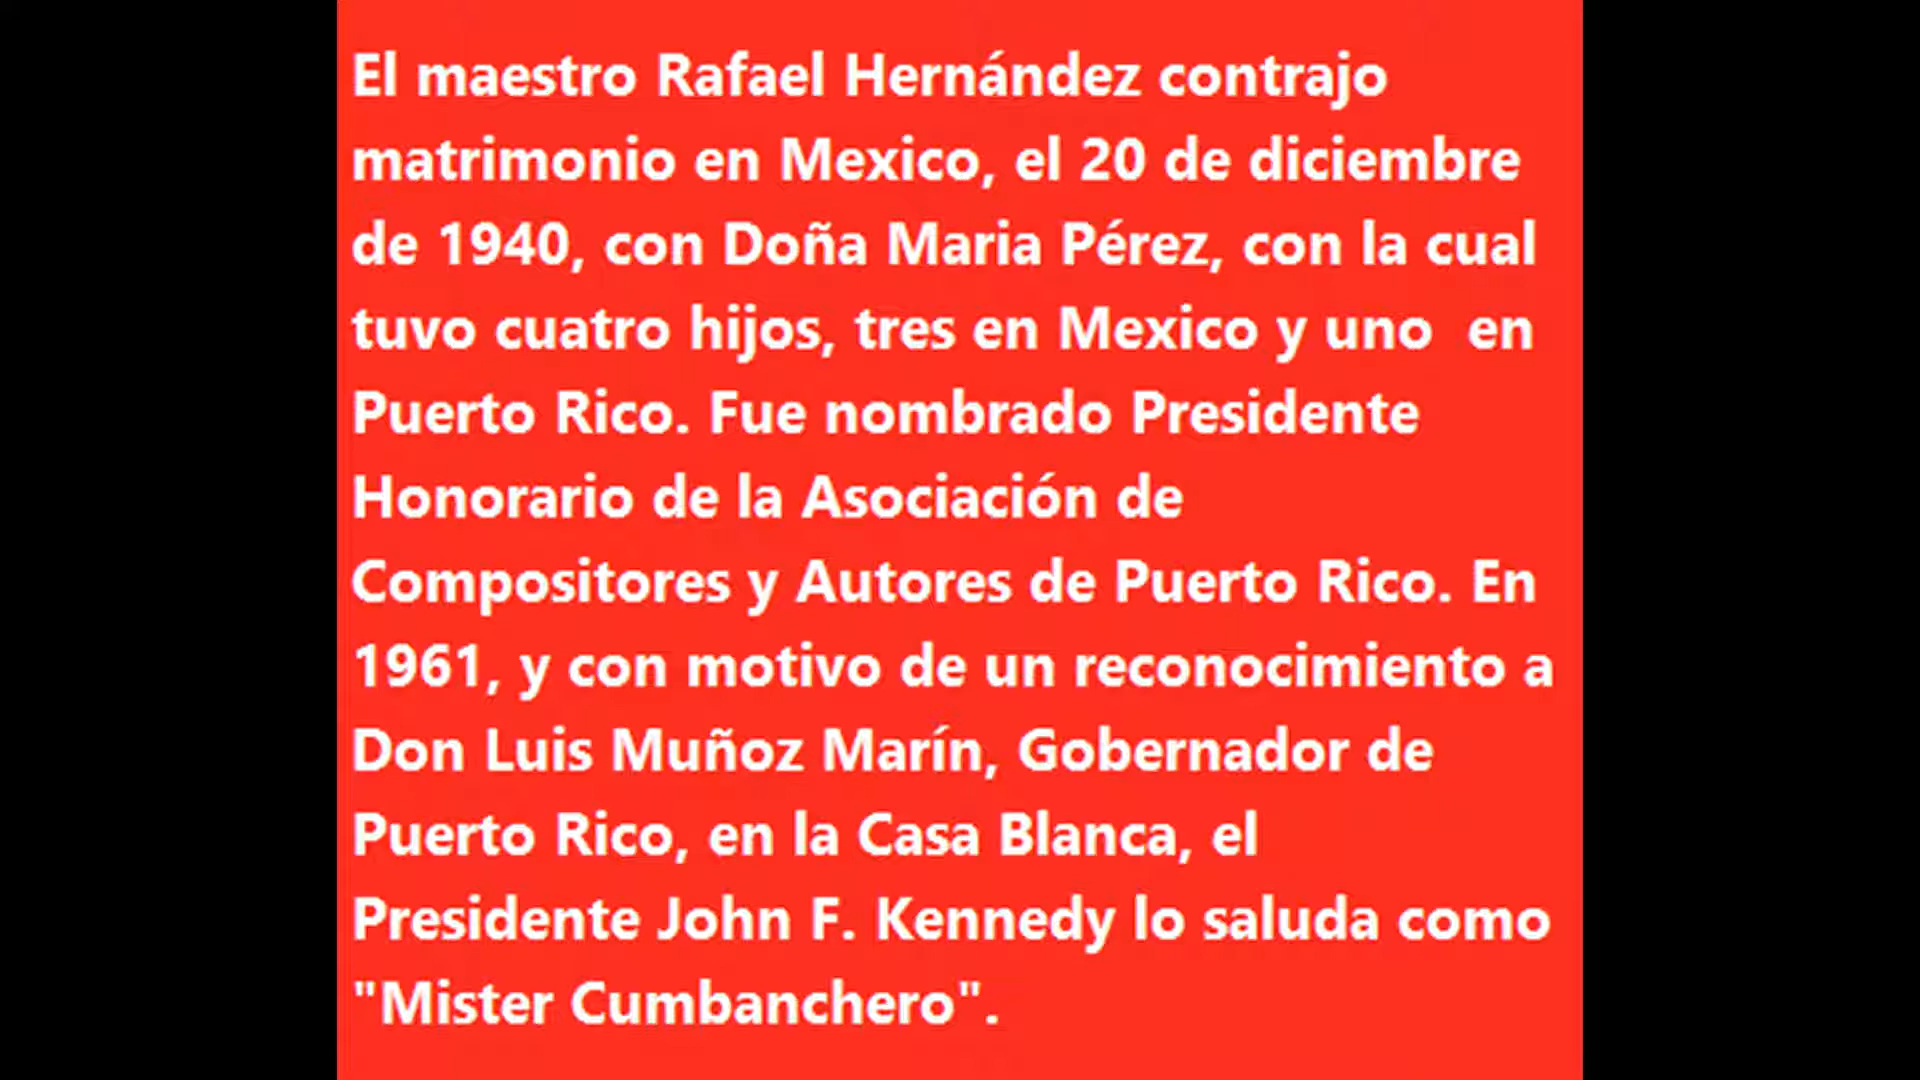 El maestro Rafael Hernández contrajo
matrimonio en Mexico, el 20 de diciembre
de 1940, con Doña Maria Pérez, con la cual
tuvo cuatro hijos, tres en Mexico y uno  en
Puerto Rico. Fue nombrado Presidente
Honorario de la Asociación de
Compositores y Autores de Puerto Rico. En
1961, y con motivo de un reconocimiento a
Don Luis Muñoz Marín, Gobernador de
Puerto Rico, en la Casa Blanca, el
Presidente John F. Kennedy lo saluda como
"Mister Cumbanchero".